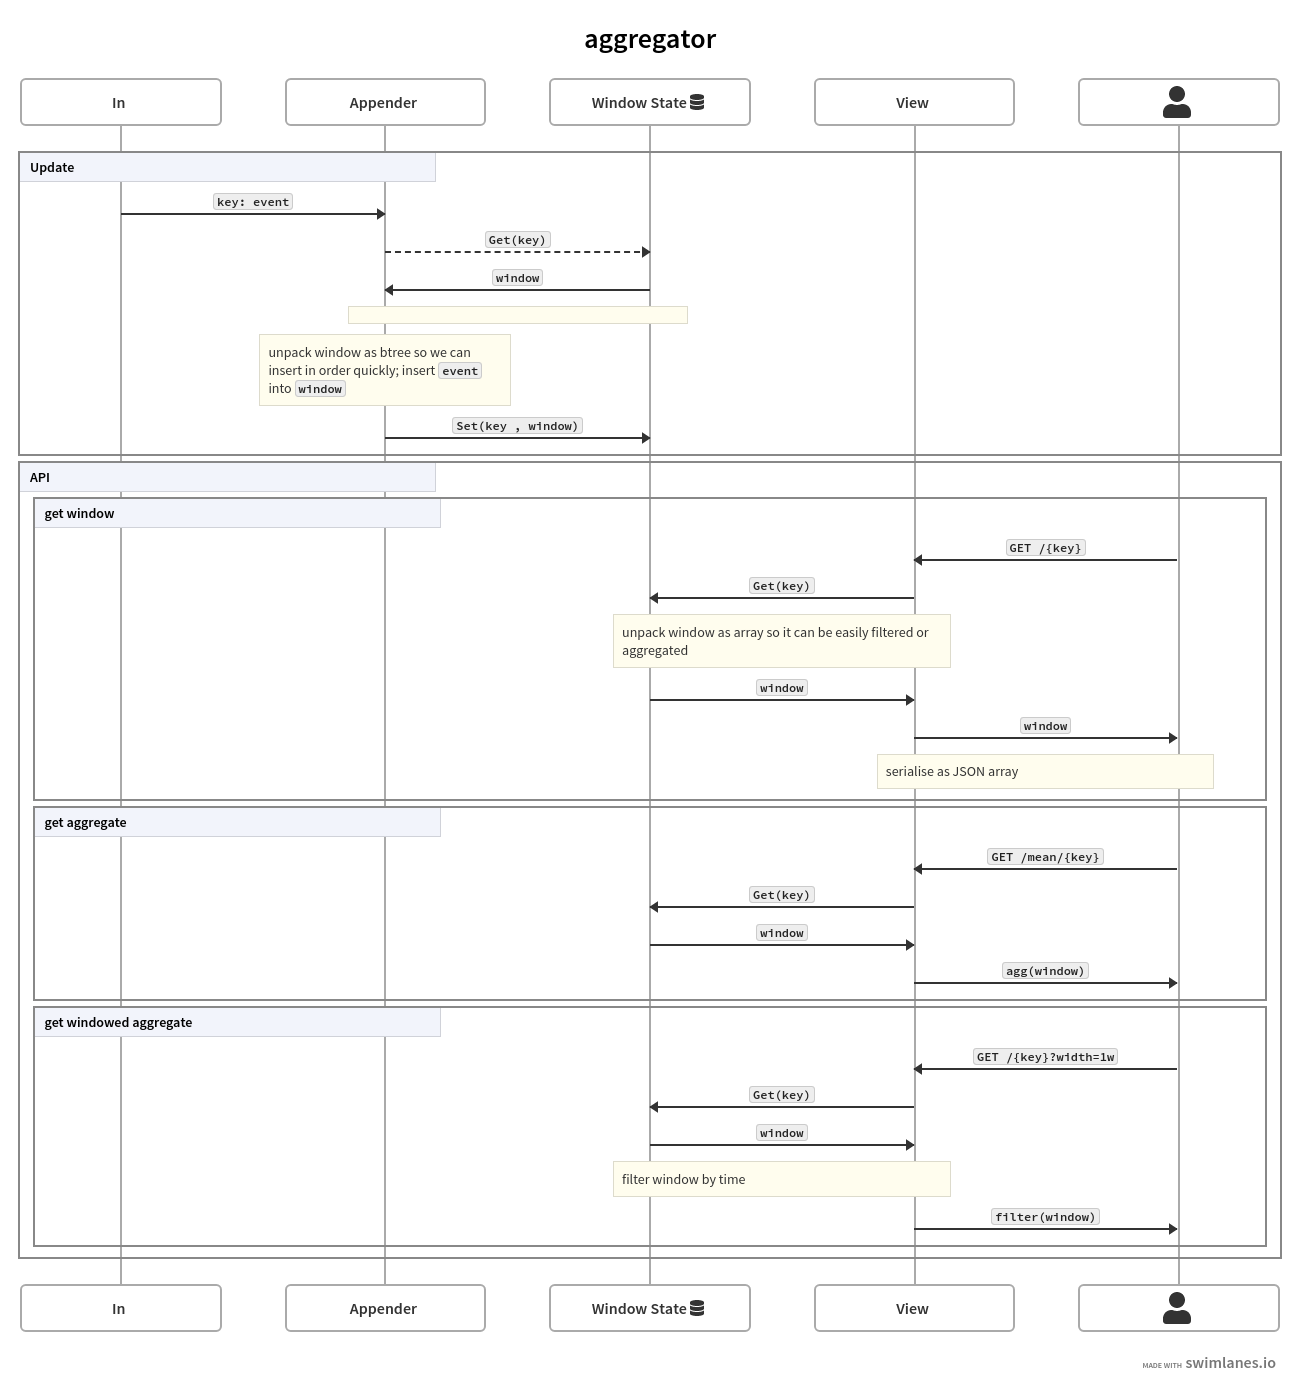 aggregator
In
Appender
Window State
View
Update
key: event
Get(key)
window
unpack window as btree so we can
insert in order quickly; insert event
into window
Set(key , window)
API
get window
GET /{key}
Get(key)
unpack window as array so it can be easily filtered or
aggregated
window
window
serialise as JSON array
get aggregate
GET /mean/{key}
Get(key)
window
agg(window)
get windowed aggregate
GET /{key}?width=1w
Get(key)
window
filter window by time
filter(window)
In
Appender
Window State
View
MADE WITH swimlanes.io